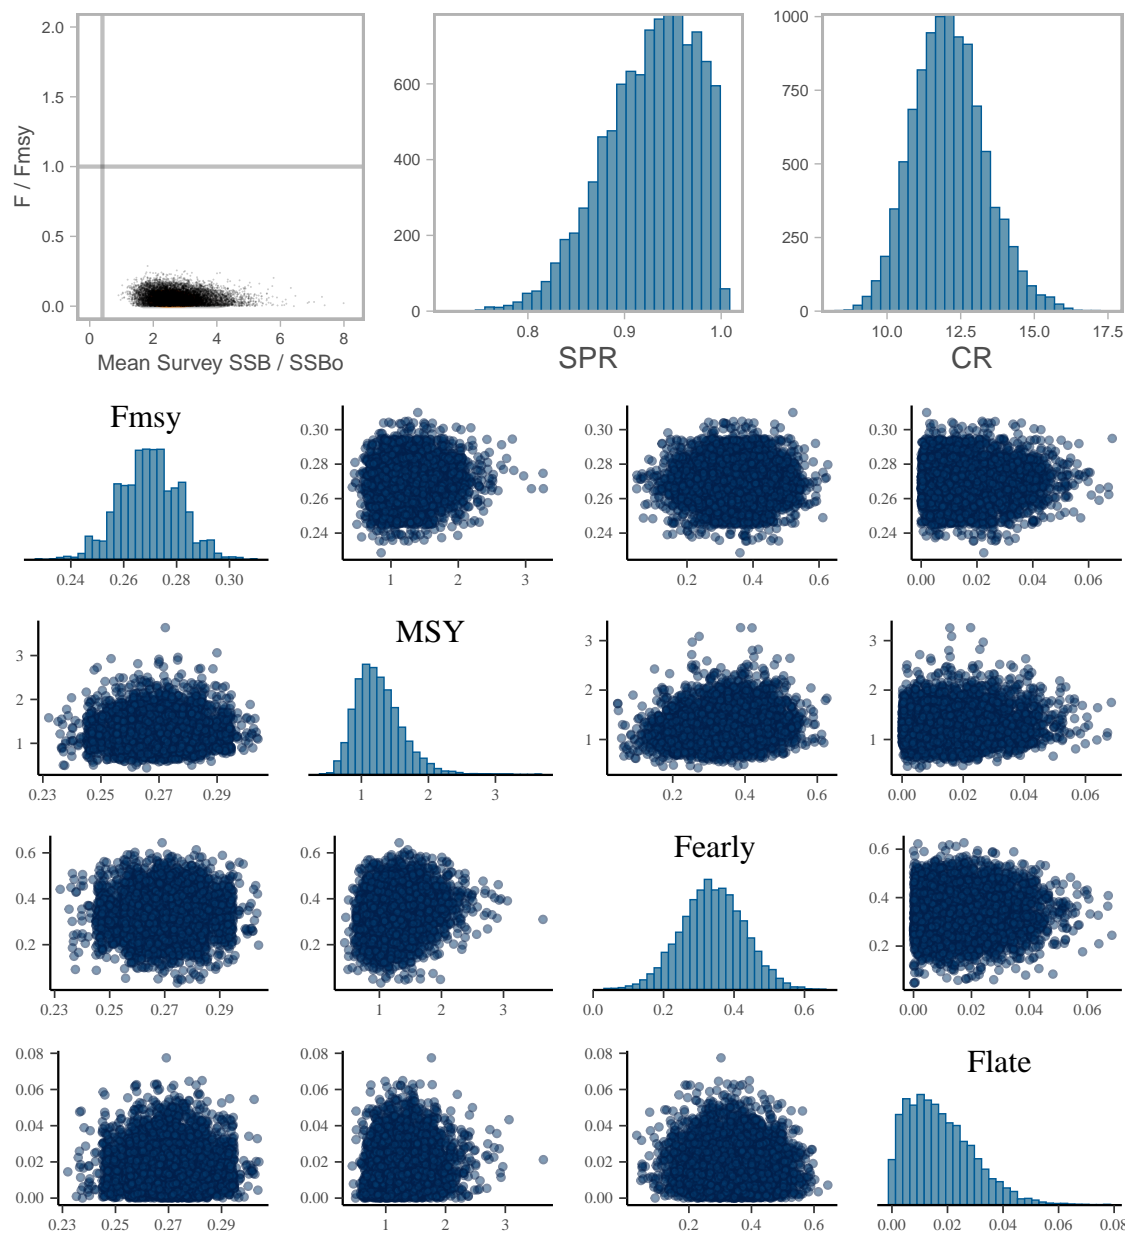 2.0
1.5
1.0
0.5
0.0
F / Fmsy
0 2 4 6 8
Mean Survey SSB / SSBo
600
400
200
0
0.8 0.9 1.0
SPR
1000
750
500
250
0
10.0 12.5 15.0 17.5
CR
Fmsy
0.24 0.26 0.28 0.30
0.30
0.28
0.26
0.24
1 2 3
0.30
0.28
0.26
0.24
0.2 0.4 0.6
0.30
0.28
0.26
0.24
0.00 0.02 0.04 0.06
3
2
1
0.23 0.25 0.27 0.29
MSY
1 2 3
3
2
1
0.2 0.4 0.6
3
2
1
0.00 0.02 0.04 0.06
0.6
0.4
0.2
0.23 0.25 0.27 0.29
0.6
0.4
0.2
1 2 3
Fearly
0.0 0.2 0.4 0.6
0.6
0.4
0.2
0.00 0.02 0.04 0.06
0.08
0.06
0.04
0.02
0.00
0.23 0.25 0.27 0.29
0.08
0.06
0.04
0.02
0.00
1 2 3
0.08
0.06
0.04
0.02
0.00
0.2 0.4 0.6
Flate
0.00 0.02 0.04 0.06 0.08